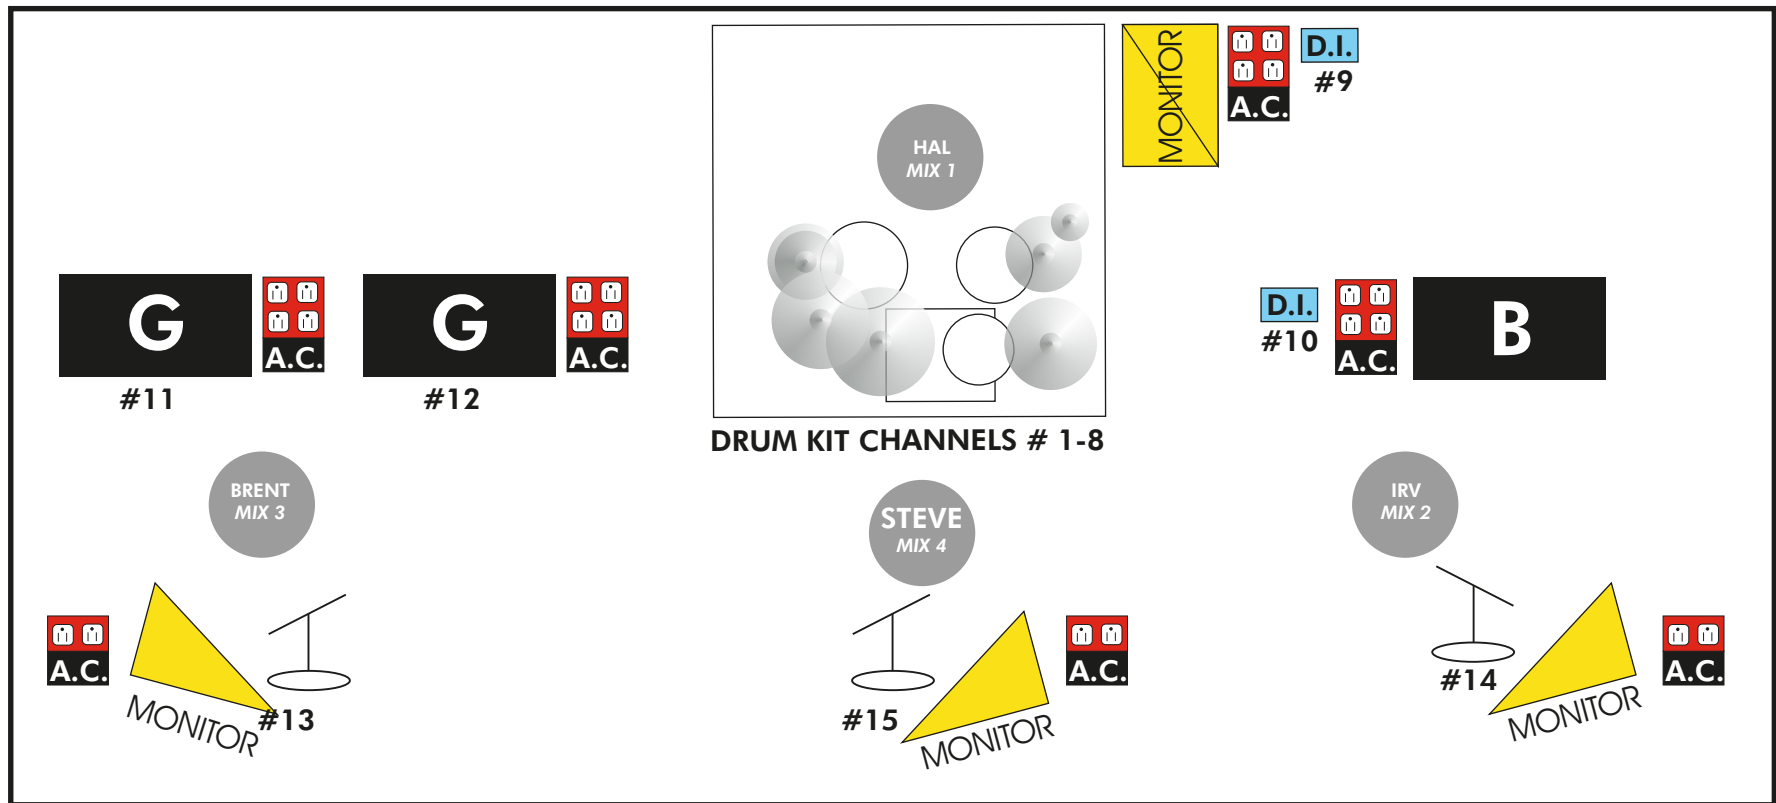 MONITOR
A.C.
D.I.
#9
HAL
MIX 1
G
A.C.
#11
G
A.C.
#12
DRUM KIT CHANNELS # 1-8
D.I.
#10
A.C.
B
BRENT
MIX 3
STEVE
MIX 4
IRV
MIX 2
A.C.
MONITOR
#13
#15
MONITOR
A.C.
#14
MONITOR
A.C.